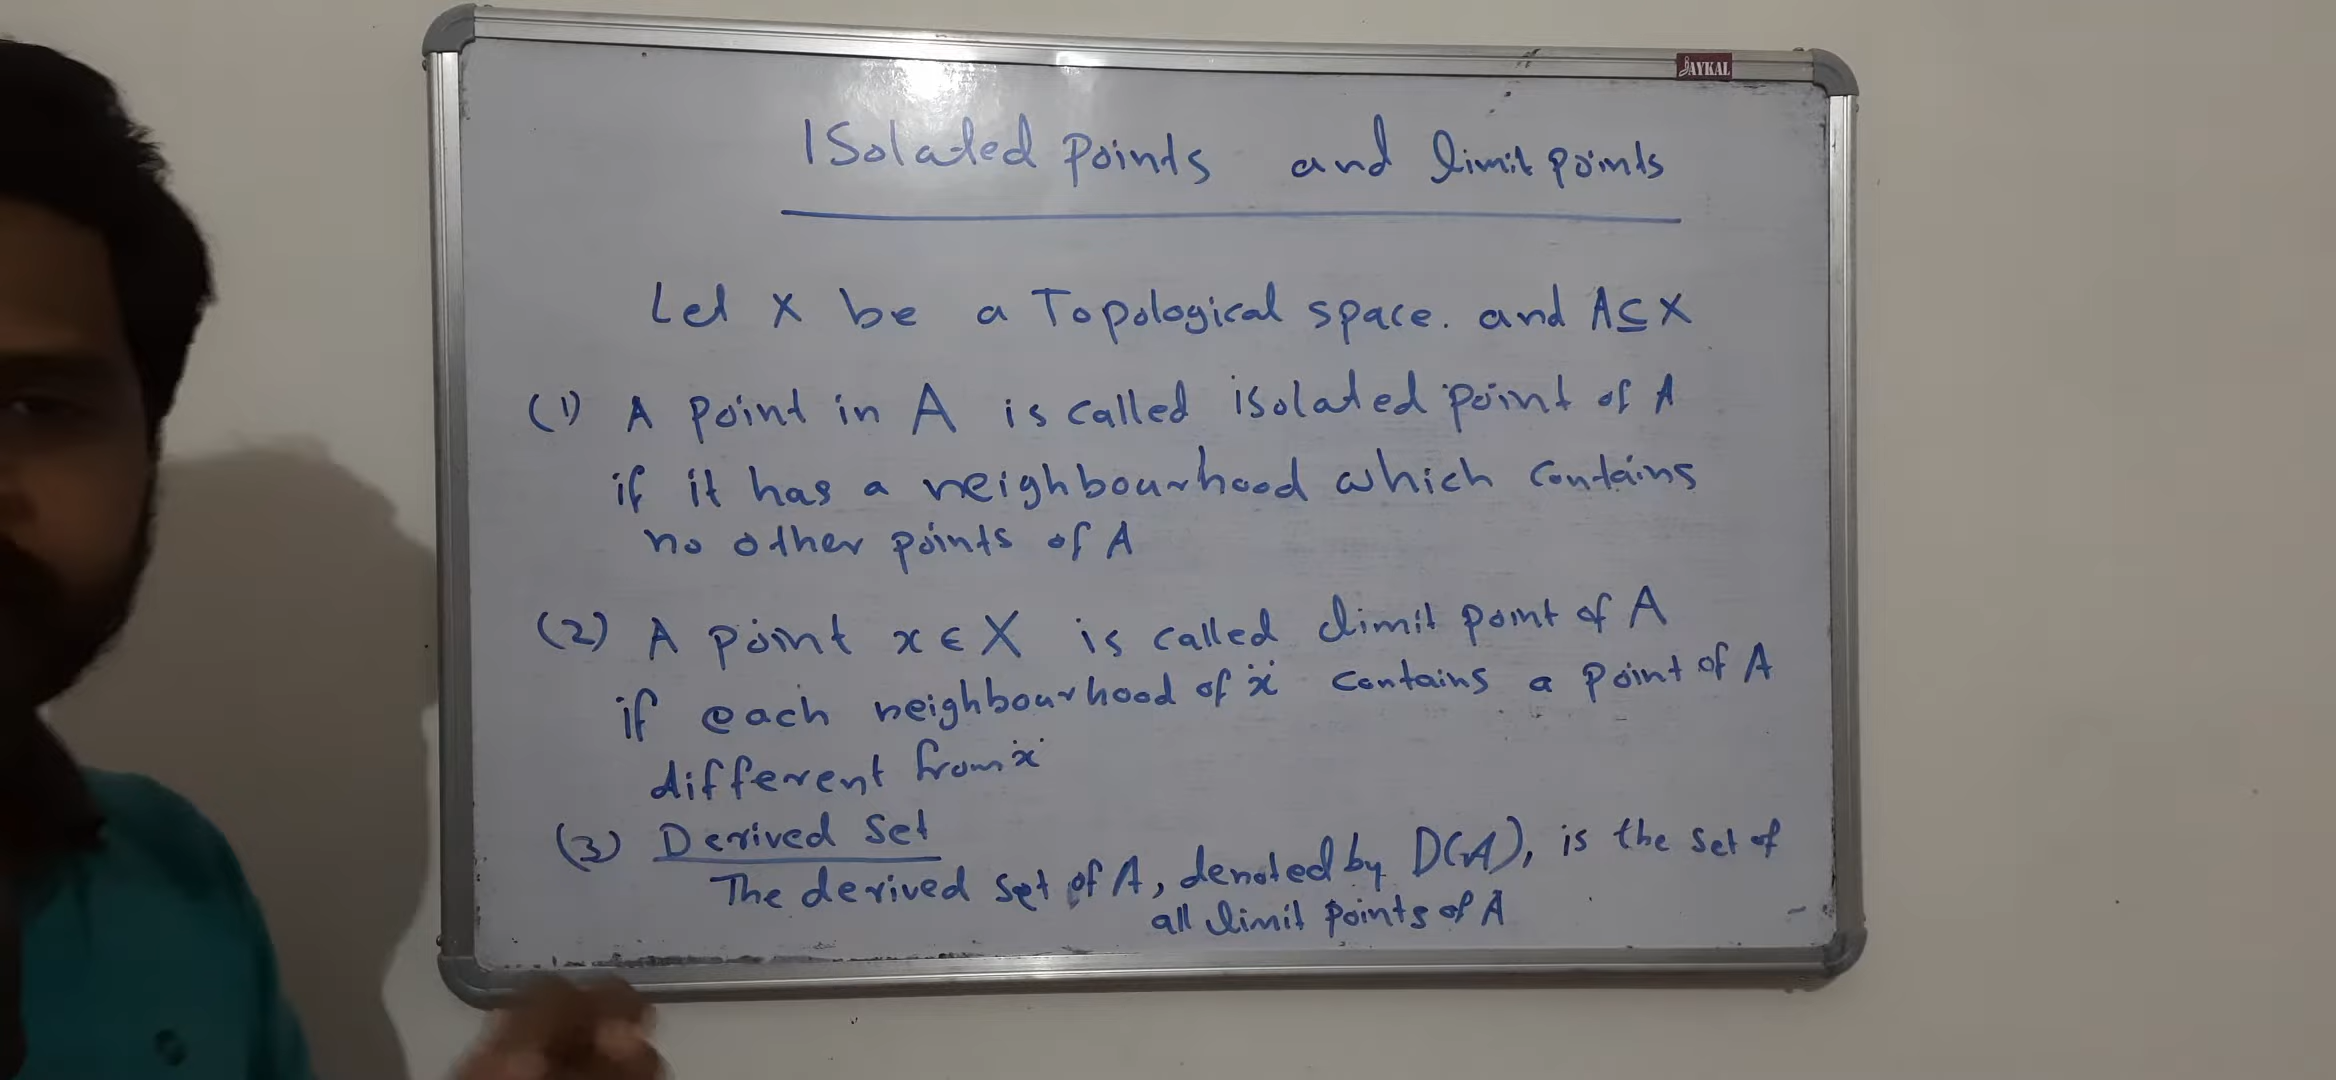 JAYKAL
Isolated points and limit points
Let X be a Topological space. and A⊆X
(1) A point in A is called isolated point of A
if it has a neighbourhood which contains
no other points of A
(2) A point x ∈ X is called limit point of A
if each neighbourhood of 'x' contains a point of A
different from 'x'
(3) Derived Set
The derived set of A, denoted by D(A), is the set of
all limit points of A